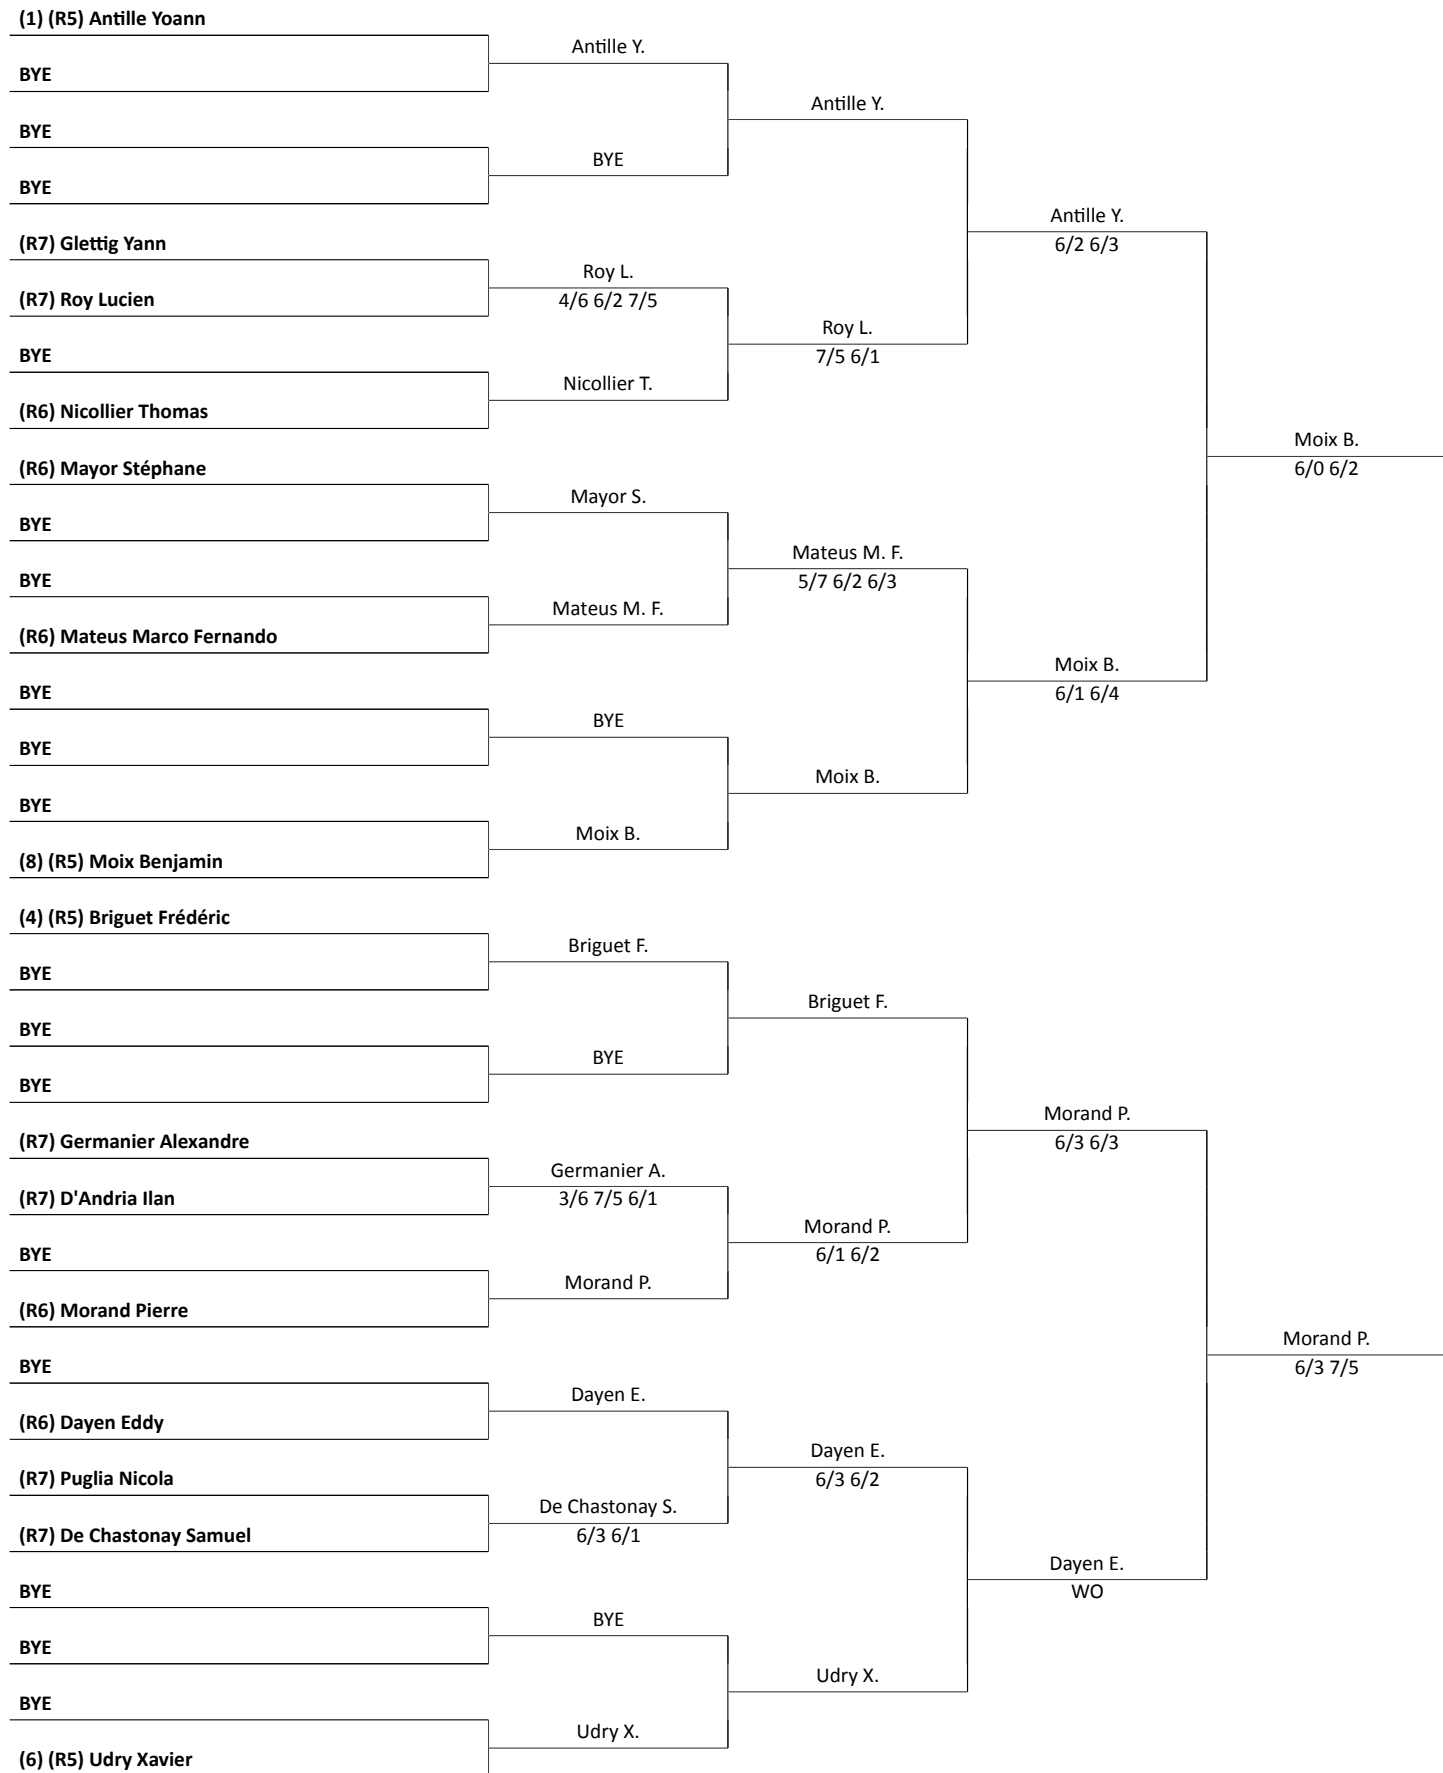 (1) (R5) Antille Yoann
BYE
BYE
BYE
(R7) Glettig Yann
(R7) Roy Lucien
BYE
(R6) Nicollier Thomas
(R6) Mayor Stéphane
BYE
BYE
(R6) Mateus Marco Fernando
BYE
BYE
BYE
(8) (R5) Moix Benjamin
(4) (R5) Briguet Frédéric
BYE
BYE
BYE
(R7) Germanier Alexandre
(R7) D'Andria Ilan
BYE
(R6) Morand Pierre
BYE
(R6) Dayen Eddy
(R7) Puglia Nicola
(R7) De Chastonay Samuel
BYE
BYE
BYE
(6) (R5) Udry Xavier
Antille Y.
BYE
Roy L.
4/6 6/2 7/5
Nicollier T.
Mayor S.
Mateus M. F.
BYE
Moix B.
Briguet F.
BYE
Germanier A.
3/6 7/5 6/1
Morand P.
Dayen E.
De Chastonay S.
6/3 6/1
BYE
Udry X.
Antille Y.
Roy L.
7/5 6/1
Mateus M. F.
5/7 6/2 6/3
Moix B.
Briguet F.
Morand P.
6/1 6/2
Dayen E.
6/3 6/2
Udry X.
Antille Y.
6/2 6/3
Moix B.
6/1 6/4
Morand P.
6/3 6/3
Dayen E.
WO
Moix B.
6/0 6/2
Morand P.
6/3 7/5